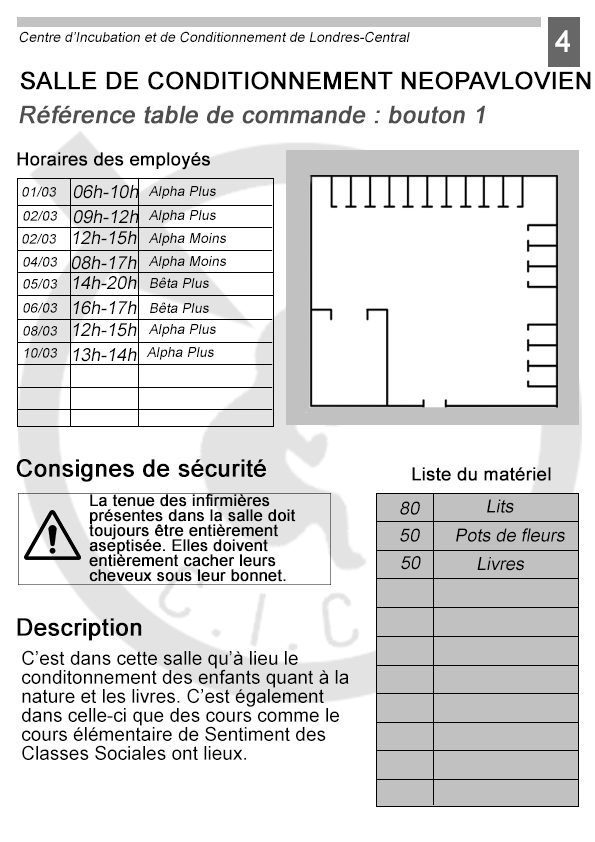 Centre d'Incubation et de Conditionnement de Londres-Central
4
SALLE DE CONDITIONNEMENT NEOPAVLOVIEN
Référence table de commande : bouton 1
Horaires des employés
01/03 06h-10h Alpha Plus
02/03 09h-12h Alpha Plus
02/03 12h-15h Alpha Moins
04/03 08h-17h Alpha Moins
05/03 14h-20h Bêta Plus
06/03 16h-17h Bêta Plus
08/03 12h-15h Alpha Plus
10/03 13h-14h Alpha Plus
Consignes de sécurité
La tenue des infirmières
présentes dans la salle doit
toujours être entièrement
aseptisée. Elles doivent
entièrement cacher leurs
cheveux sous leur bonnet.
Liste du matériel
80 Lits
50 Pots de fleurs
50 Livres
C.I.C
Description
C'est dans cette salle qu'à lieu le
conditonnement des enfants quant à la
nature et les livres. C'est également
dans celle-ci que des cours comme le
cours élémentaire de Sentiment des
Classes Sociales ont lieux.